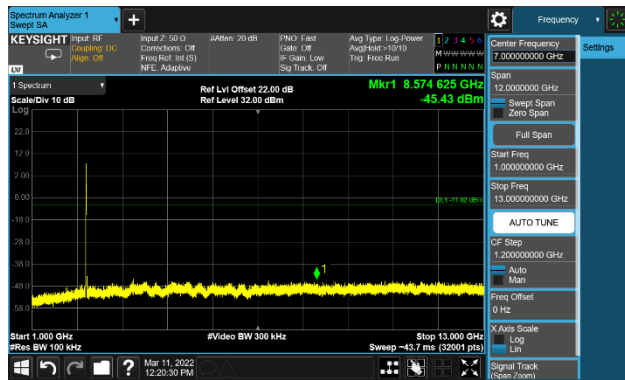 Spectrum Analyzer 1
Swept SA
+
Frequency
KEYSIGHT
Input: RF
Coupling: DC
Align: Off
Input Z: 50 Ω
Corrections: Off
Freq Ref: Int (S)
NFE: Adaptive
#Atten: 20 dB
PNO: Fast
Gate: Off
IF Gain: Low
Sig Track: Off
Avg Type: Log-Power
Avg|Hold:>10/10
Trig: Free Run
1 2 3 4 5 6
M W W W W W
P N N N N N
LXI
1 Spectrum
Scale/Div 10 dB
Log
Ref Lvl Offset 22.00 dB
Ref Level 32.00 dBm
Mkr1 8.574 625 GHz
-45.43 dBm
22.0
12.0
2.00
-8.00
-18.0
-28.0
-38.0
-48.0
-58.0
DL1 -11.02 dBm
1
Start 1.000 GHz
#Res BW 100 kHz
#Video BW 300 kHz
Stop 13.000 GHz
Sweep ~43.7 ms (32001 pts)
Mar 11, 2022
12:20:30 PM
?
Center Frequency
7.000000000 GHz
Settings
Span
12.0000000 GHz
Swept Span
Zero Span
Full Span
Start Freq
1.000000000 GHz
Stop Freq
13.000000000 GHz
AUTO TUNE
CF Step
1.200000000 GHz
Auto
Man
Freq Offset
0 Hz
X Axis Scale
Log
Lin
Signal Track
(Span Zoom)